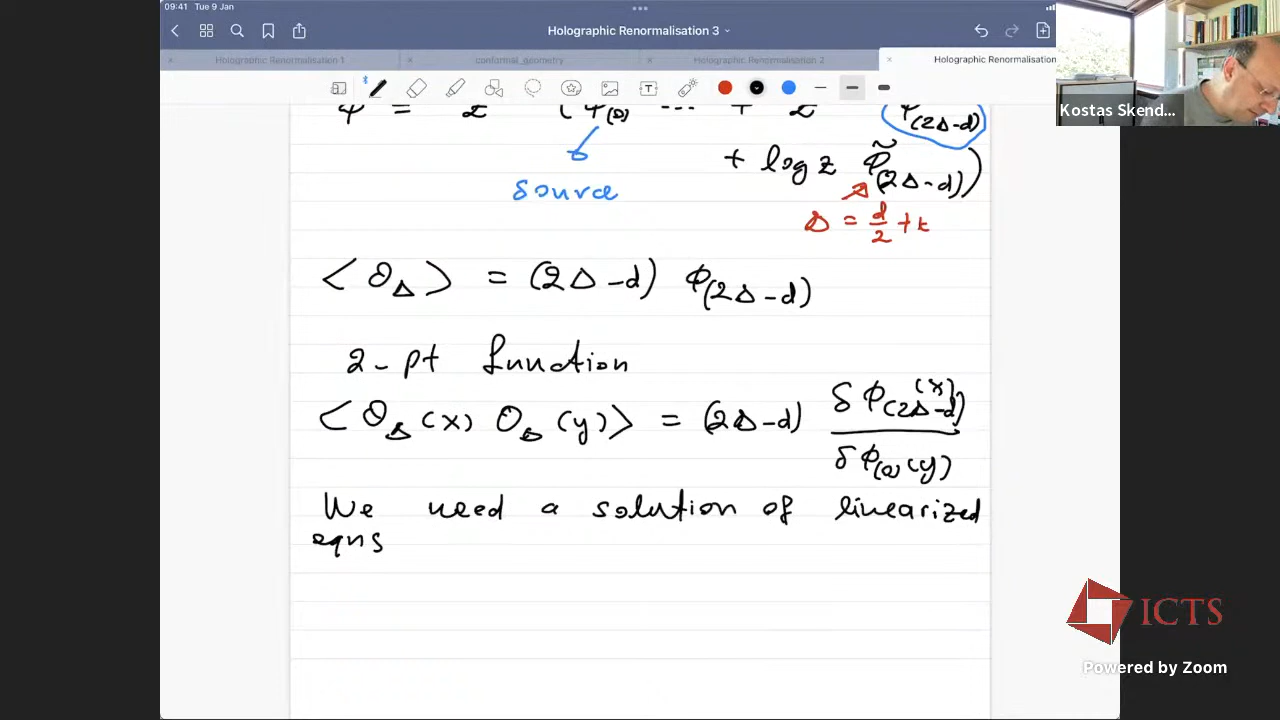 09:41 Tue 9 Jan
Holographic Renormalisation 3
Holographic Renormalisation 1
conformal_geometry
Holographic Renormalisation 2
Holographic Renormalisation
Kostas Skend...
φ = z (φ(0) ... + z φ(2Δ-d)
+ log z φ̃(2Δ-d))
source
Δ = d/2 + k
< O_Δ > = (2Δ-d) φ(2Δ-d)
2-pt function
< O_Δ (x) O_Δ (y) > = (2Δ-d) δφ(2Δ-d)(x) / δφ(0)(y)
We need a solution of linearized
eqns
ICTS
Powered by Zoom